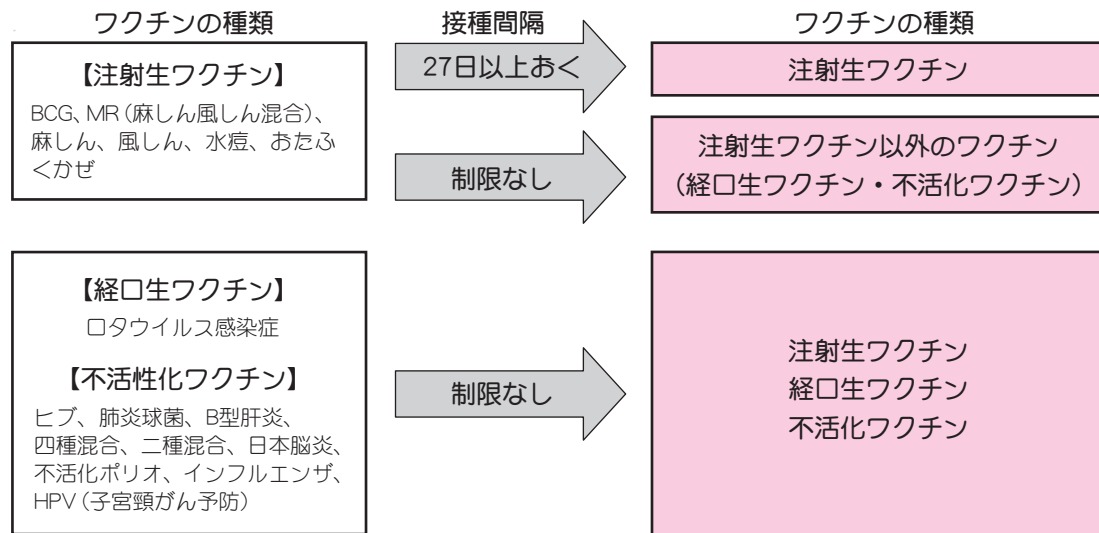 ワクチンの種類
接種間隔
ワクチンの種類
【注射生ワクチン】
BCG、MR（麻しん風しん混合）、
麻しん、風しん、水痘、おたふ
くかぜ
27日以上おく
注射生ワクチン
制限なし
注射生ワクチン以外のワクチン
（経口生ワクチン・不活化ワクチン）
【経口生ワクチン】
ロタウイルス感染症
【不活性化ワクチン】
ヒブ、肺炎球菌、B型肝炎、
四種混合、二種混合、日本脳炎、
不活化ポリオ、インフルエンザ、
HPV（子宮頸がん予防）
制限なし
注射生ワクチン
経口生ワクチン
不活化ワクチン